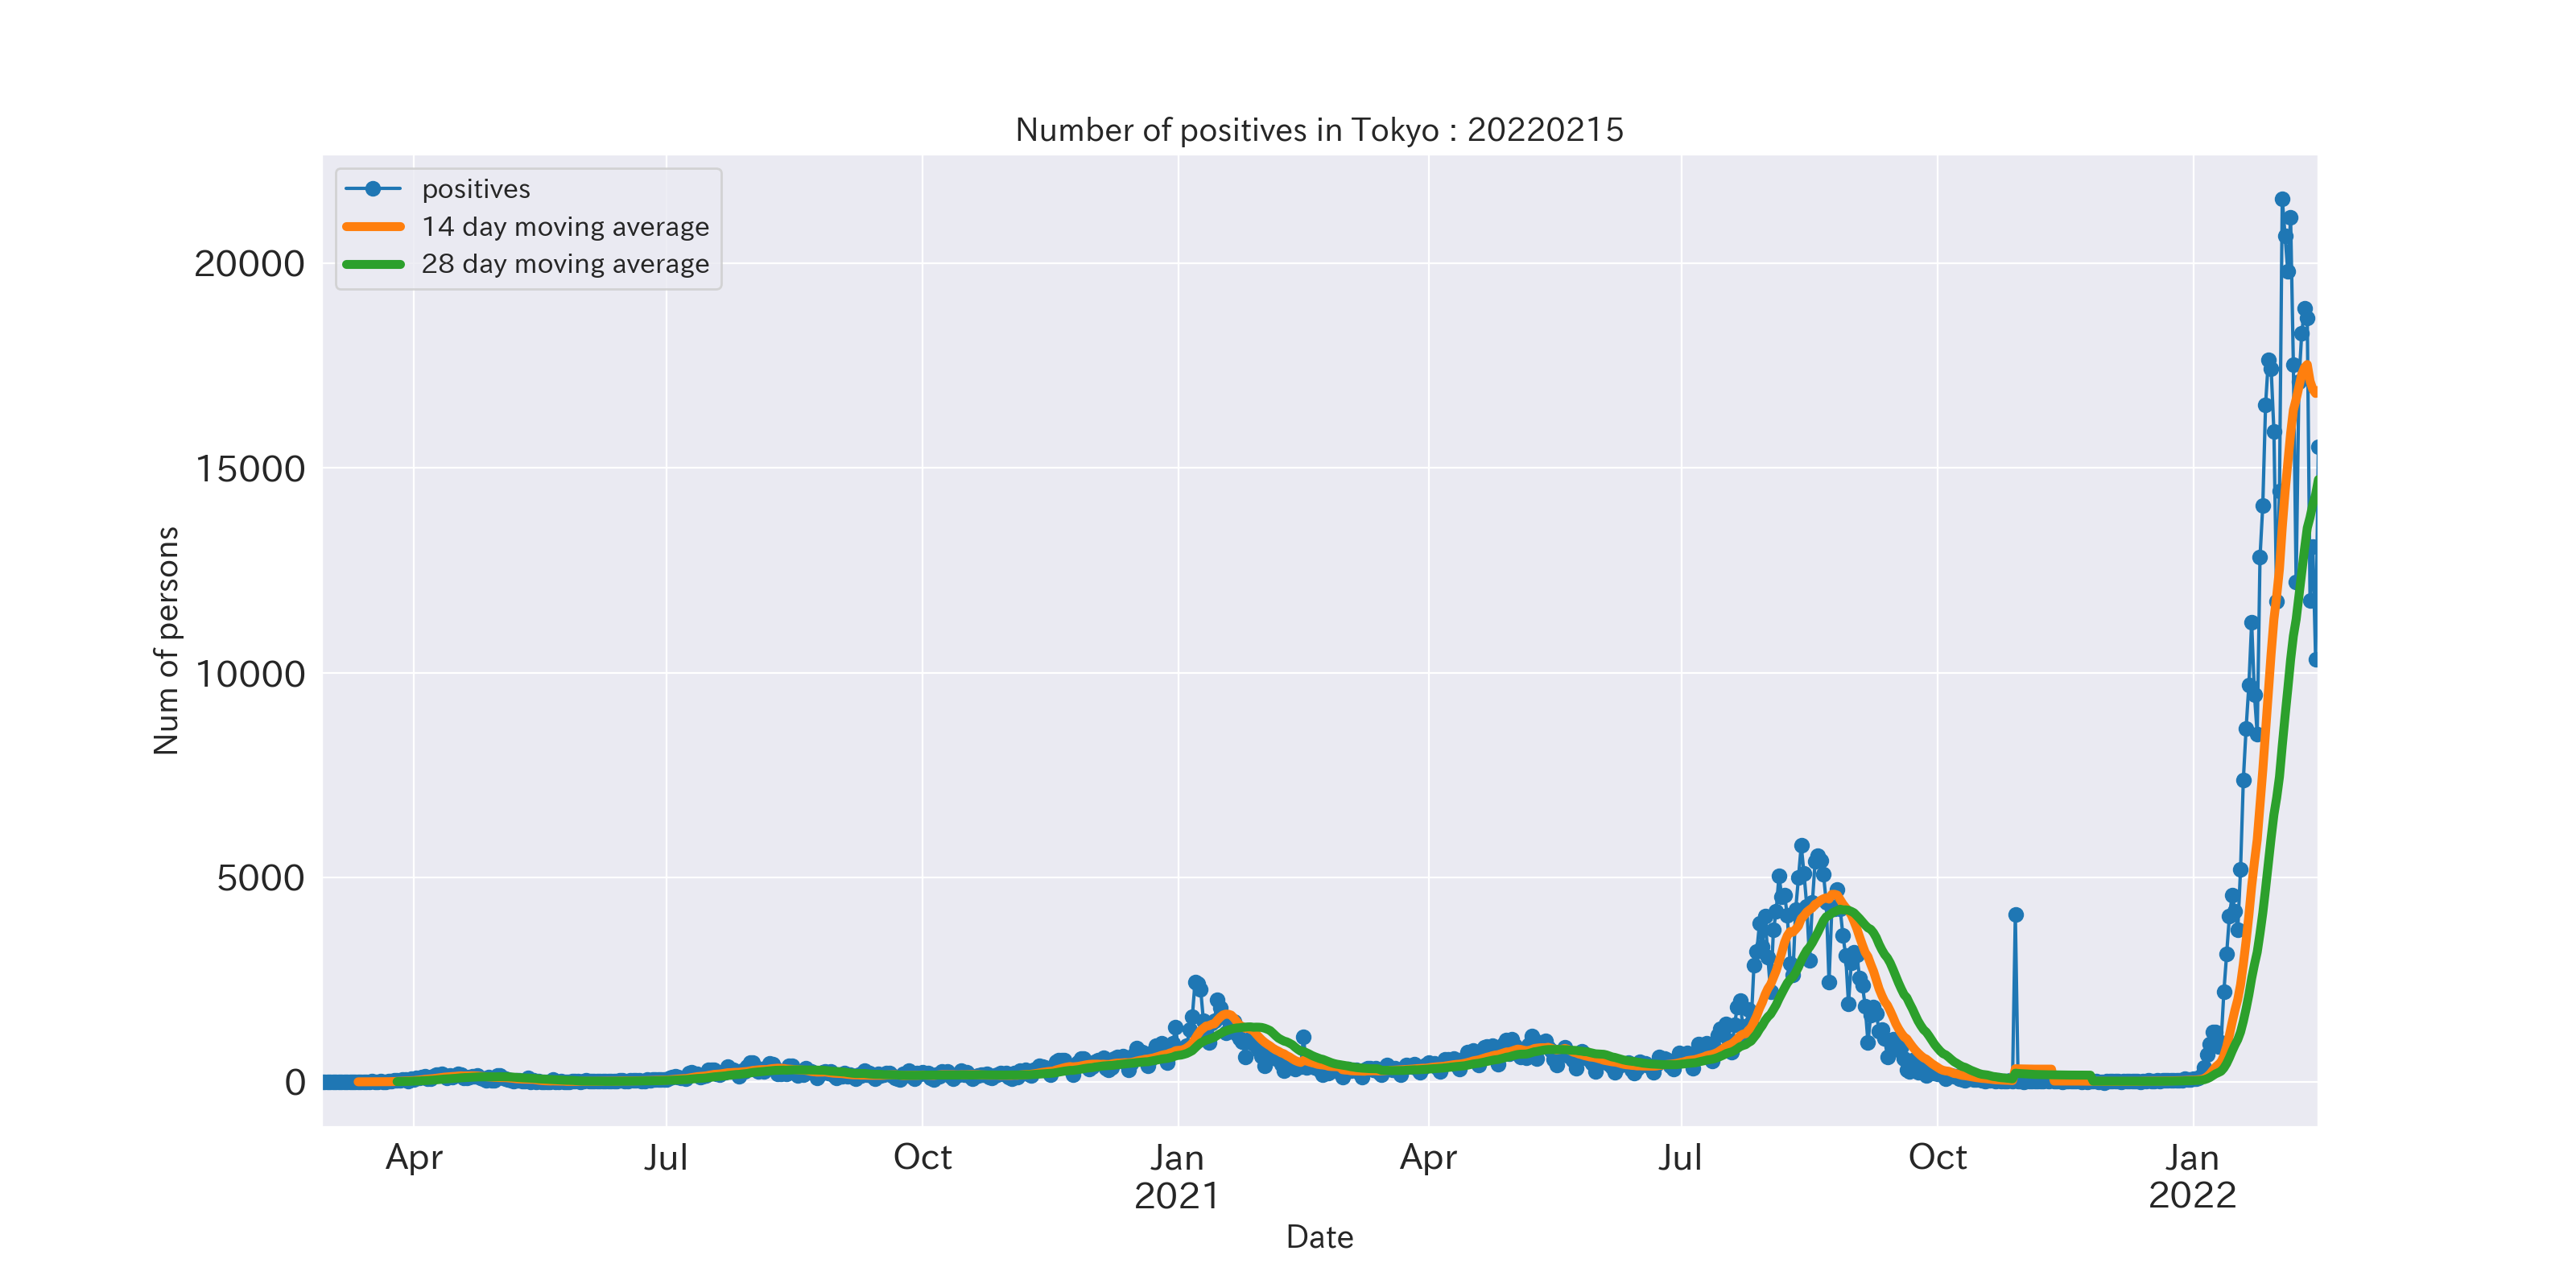 Number of positives in Tokyo : 20220215
positives
14 day moving average
28 day moving average
20000
15000
10000
5000
0
Num of persons
Apr
Jul
Oct
Jan
2021
Apr
Jul
Oct
Jan
2022
Date